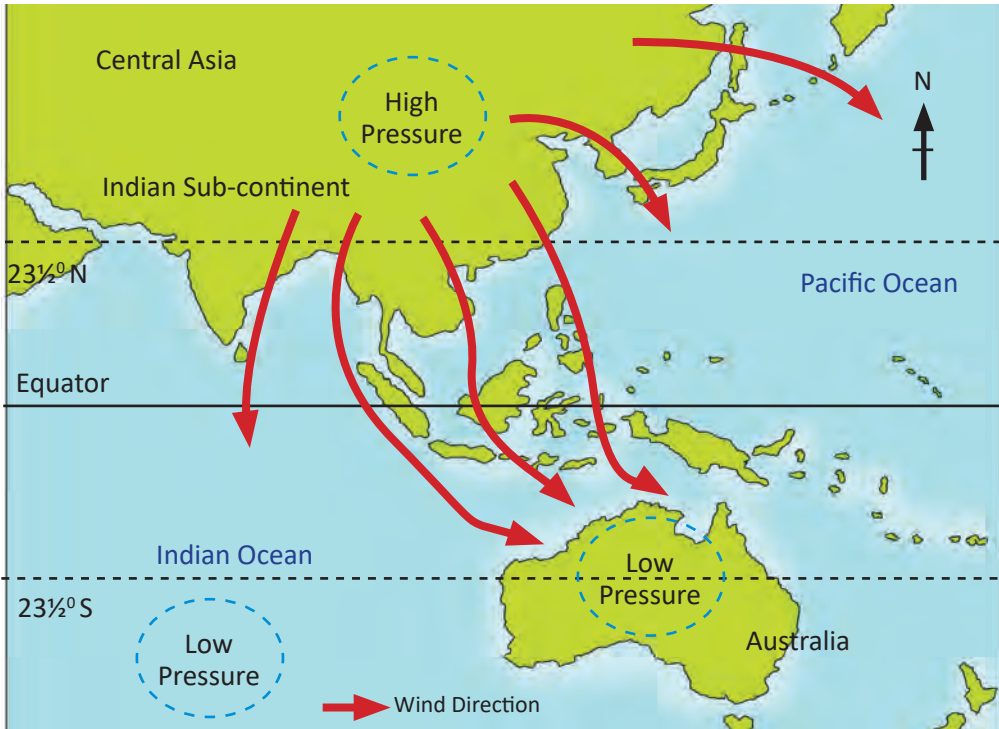 Central Asia
High
Pressure
N
Indian Sub-continent
23½⁰ N
Pacific Ocean
Equator
Indian Ocean
Low
Pressure
23½⁰ S
Low
Pressure
Australia
Wind Direction